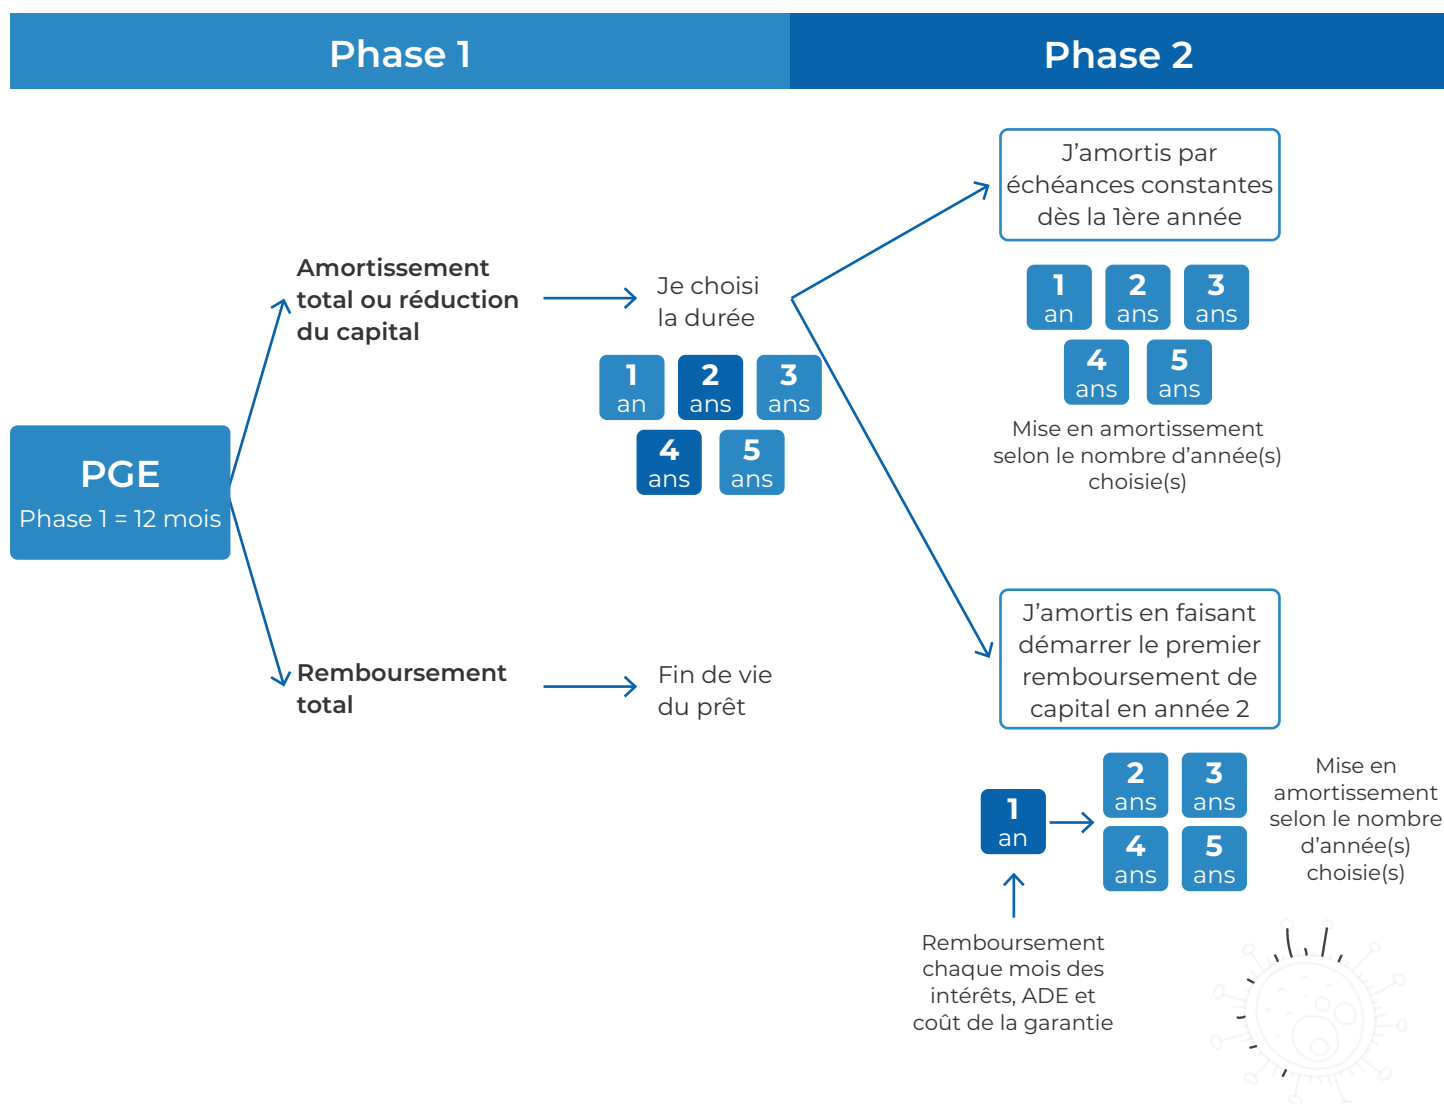 Phase 1
Phase 2
PGE
Phase 1 = 12 mois
Amortissement
total ou réduction
du capital
Je choisi
la durée
1
an
2
ans
3
ans
4
ans
5
ans
Remboursement
total
Fin de vie
du prêt
J’amortis par
échéances constantes
dès la 1ère année
1
an
2
ans
3
ans
4
ans
5
ans
Mise en amortissement
selon le nombre d’année(s)
choisie(s)
J’amortis en faisant
démarrer le premier
remboursement de
capital en année 2
1
an
2
ans
3
ans
4
ans
5
ans
Mise en
amortissement
selon le nombre
d’année(s)
choisie(s)
Remboursement
chaque mois des
intérêts, ADE et
coût de la garantie